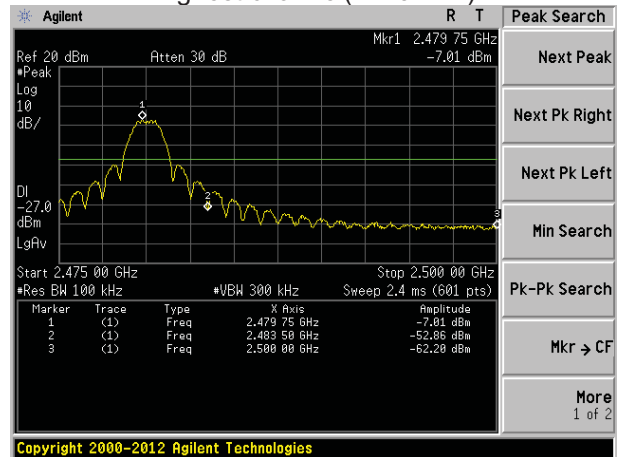 Agilent R T Peak Search
Mkr1 2.479 75 GHz
Ref 20 dBm Atten 30 dB -7.01 dBm
#Peak
Log
10
dB/
DI
-27.0
dBm
LgAv
1
2
3
Start 2.475 00 GHz Stop 2.500 00 GHz
#Res BW 100 kHz #VBW 300 kHz Sweep 2.4 ms (601 pts)
Marker Trace Type X Axis Amplitude
1 (1) Freq 2.479 75 GHz -7.01 dBm
2 (1) Freq 2.483 50 GHz -52.86 dBm
3 (1) Freq 2.500 00 GHz -62.20 dBm
Next Peak
Next Pk Right
Next Pk Left
Min Search
Pk-Pk Search
Mkr → CF
More
1 of 2
Copyright 2000-2012 Agilent Technologies